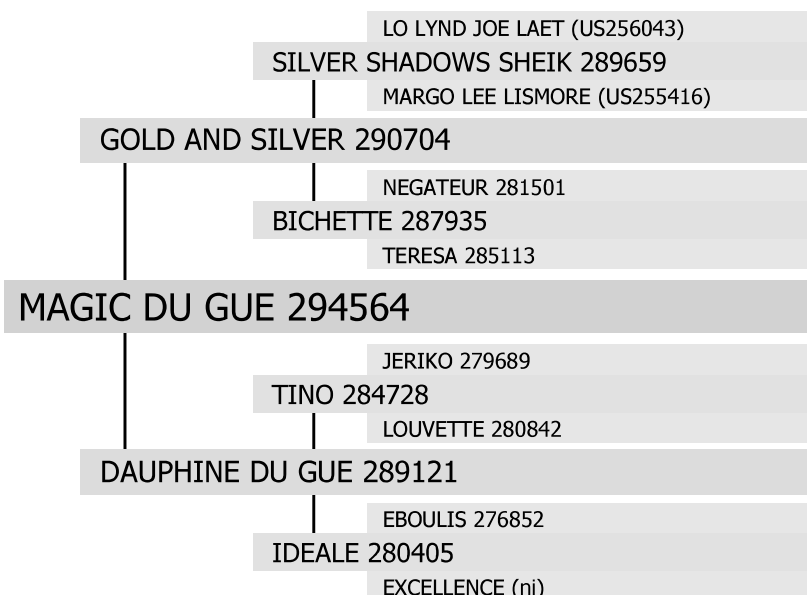 LO LYND JOE LAET (US256043)
SILVER SHADOWS SHEIK 289659
MARGO LEE LISMORE (US255416)
GOLD AND SILVER 290704
NEGATEUR 281501
BICHETTE 287935
TERESA 285113
MAGIC DU GUE 294564
JERIKO 279689
TINO 284728
LOUVETTE 280842
DAUPHINE DU GUE 289121
EBOULIS 276852
IDEALE 280405
EXCELLENCE (ni)